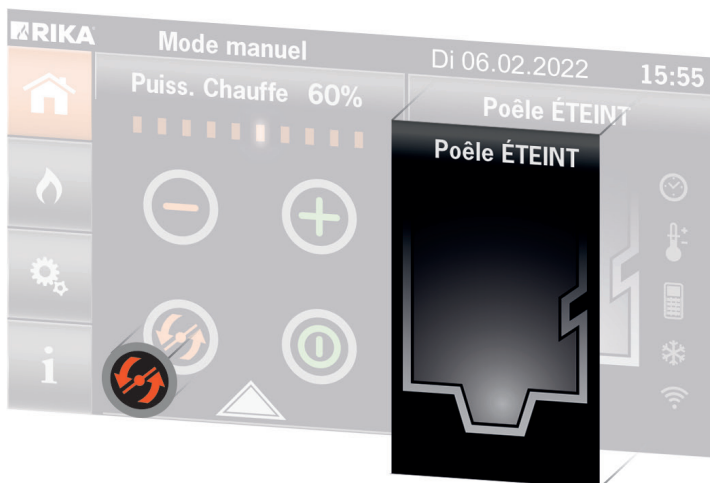 RIKA
Mode manuel
Di 06.02.2022
15:55
Puiss. Chauffe 60%
Poêle ÉTEINT
Poêle ÉTEINT